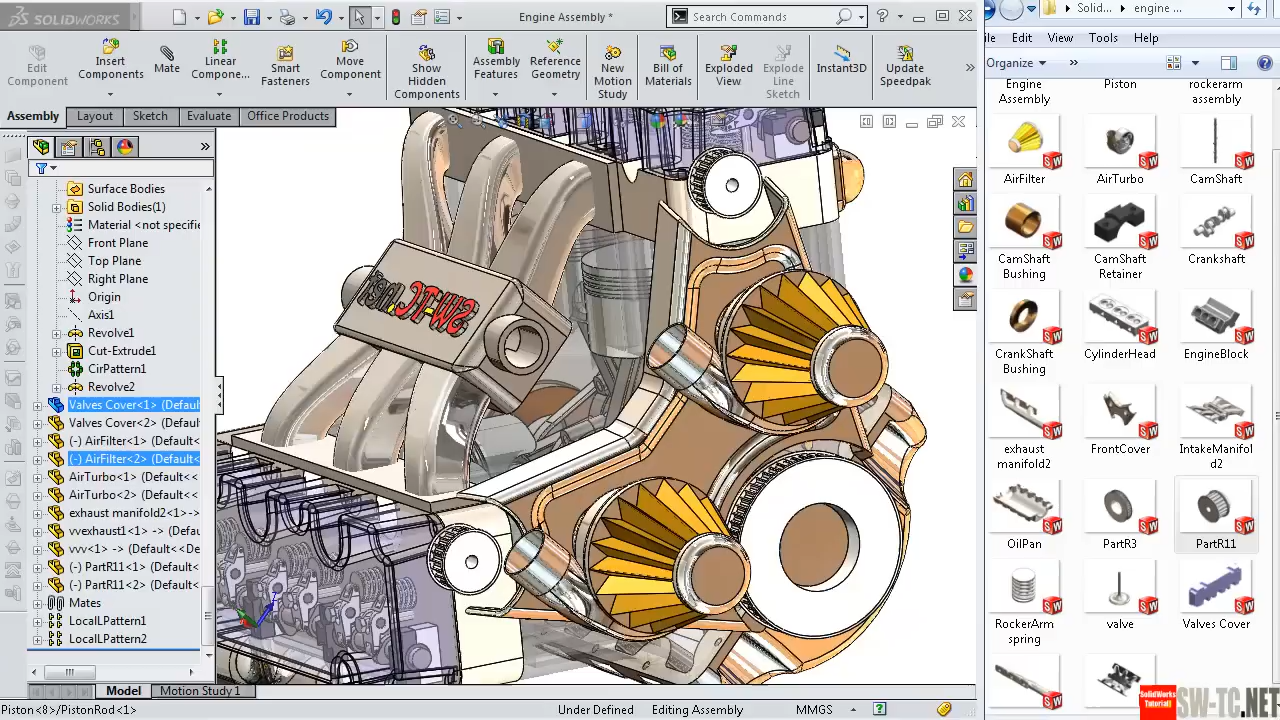 SOLIDWORKS
Engine Assembly *
Search Commands
Solid...
engine ...
Edit
Component
Insert
Components
Mate
Linear
Compone...
Smart
Fasteners
Move
Component
Show
Hidden
Components
Assembly
Features
Reference
Geometry
New
Motion
Study
Bill of
Materials
Exploded
View
Explode
Line
Sketch
Instant3D
Update
Speedpak
ile Edit View Tools Help
Organize
Assembly Layout Sketch Evaluate Office Products
Surface Bodies
Solid Bodies(1)
Material <not specifie
Front Plane
Top Plane
Right Plane
Origin
Axis1
Revolve1
Cut-Extrude1
CirPattern1
Revolve2
Valves Cover<1> (Defaul
Valves Cover<2> (Defaul
(-) AirFilter<1> (Default<
(-) AirFilter<2> (Default<
AirTurbo<1> (Default<<
AirTurbo<2> (Default<<
exhaust manifold2<1>->
vvexhaust1<1> -> (Defau
vvv<1> -> (Default<<De
(-) PartR11<1> (Default<
(-) PartR11<2> (Default<
Mates
LocalLPattern1
LocalLPattern2
Model Motion Study 1
Piston<8>/PistonRod<1>
Under Defined
Editing Assembly
MMGS
Engine
Assembly
Piston
rockerarm
assembly
AirFilter
AirTurbo
CamShaft
CamShaft
Bushing
CamShaft
Retainer
Crankshaft
CrankShaft
Bushing
CylinderHead
EngineBlock
exhaust
manifold2
FrontCover
IntakeManifol
d2
OilPan
PartR3
PartR11
RockerArm
spring
valve
Valves Cover
SolidWorks
Tutorial
SW-TC.NET